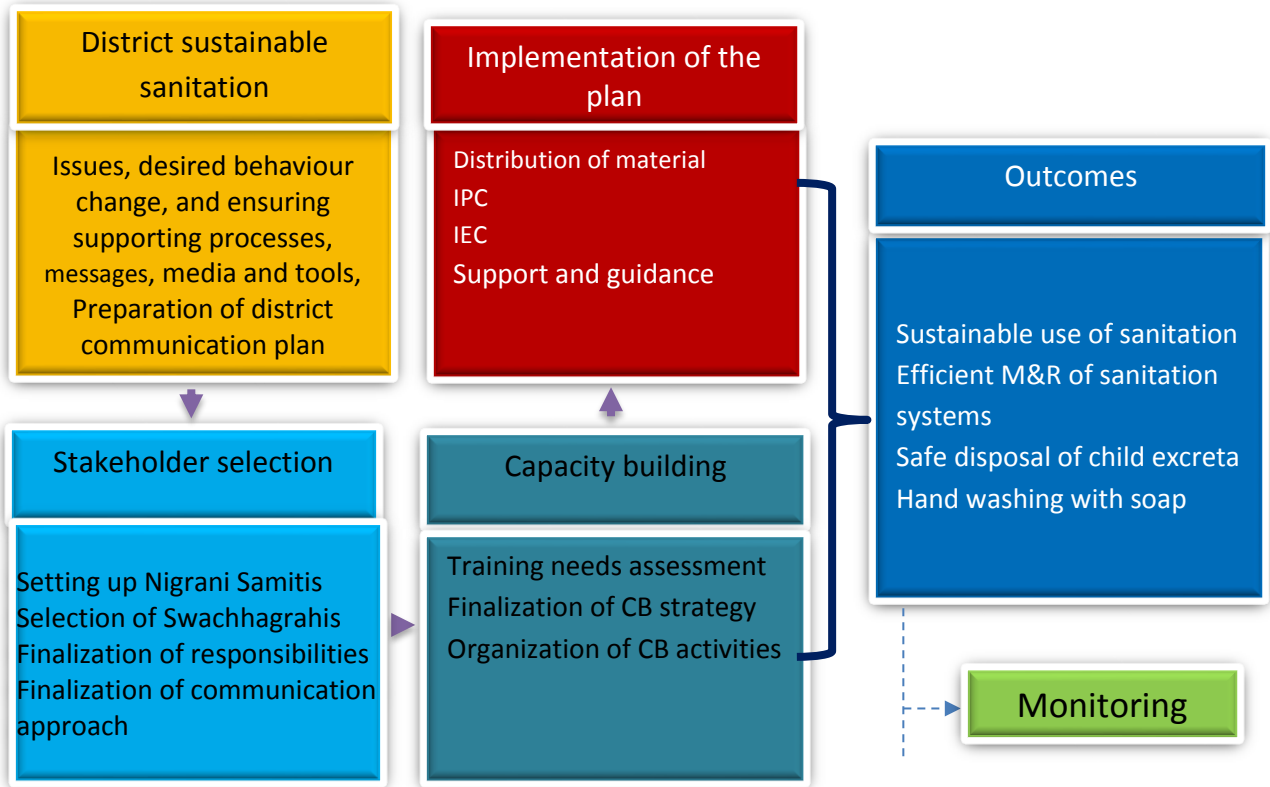 District sustainable
sanitation
Issues, desired behaviour
change, and ensuring
supporting processes,
messages, media and tools,
Preparation of district
communication plan
Stakeholder selection
Setting up Nigrani Samitis
Selection of Swachhagrahis
Finalization of responsibilities
Finalization of communication
approach
Capacity building
Training needs assessment
Finalization of CB strategy
Organization of CB activities
Implementation of the
plan
Distribution of material
IPC
IEC
Support and guidance
Outcomes
Sustainable use of sanitation
Efficient M&R of sanitation
systems
Safe disposal of child excreta
Hand washing with soap
Monitoring